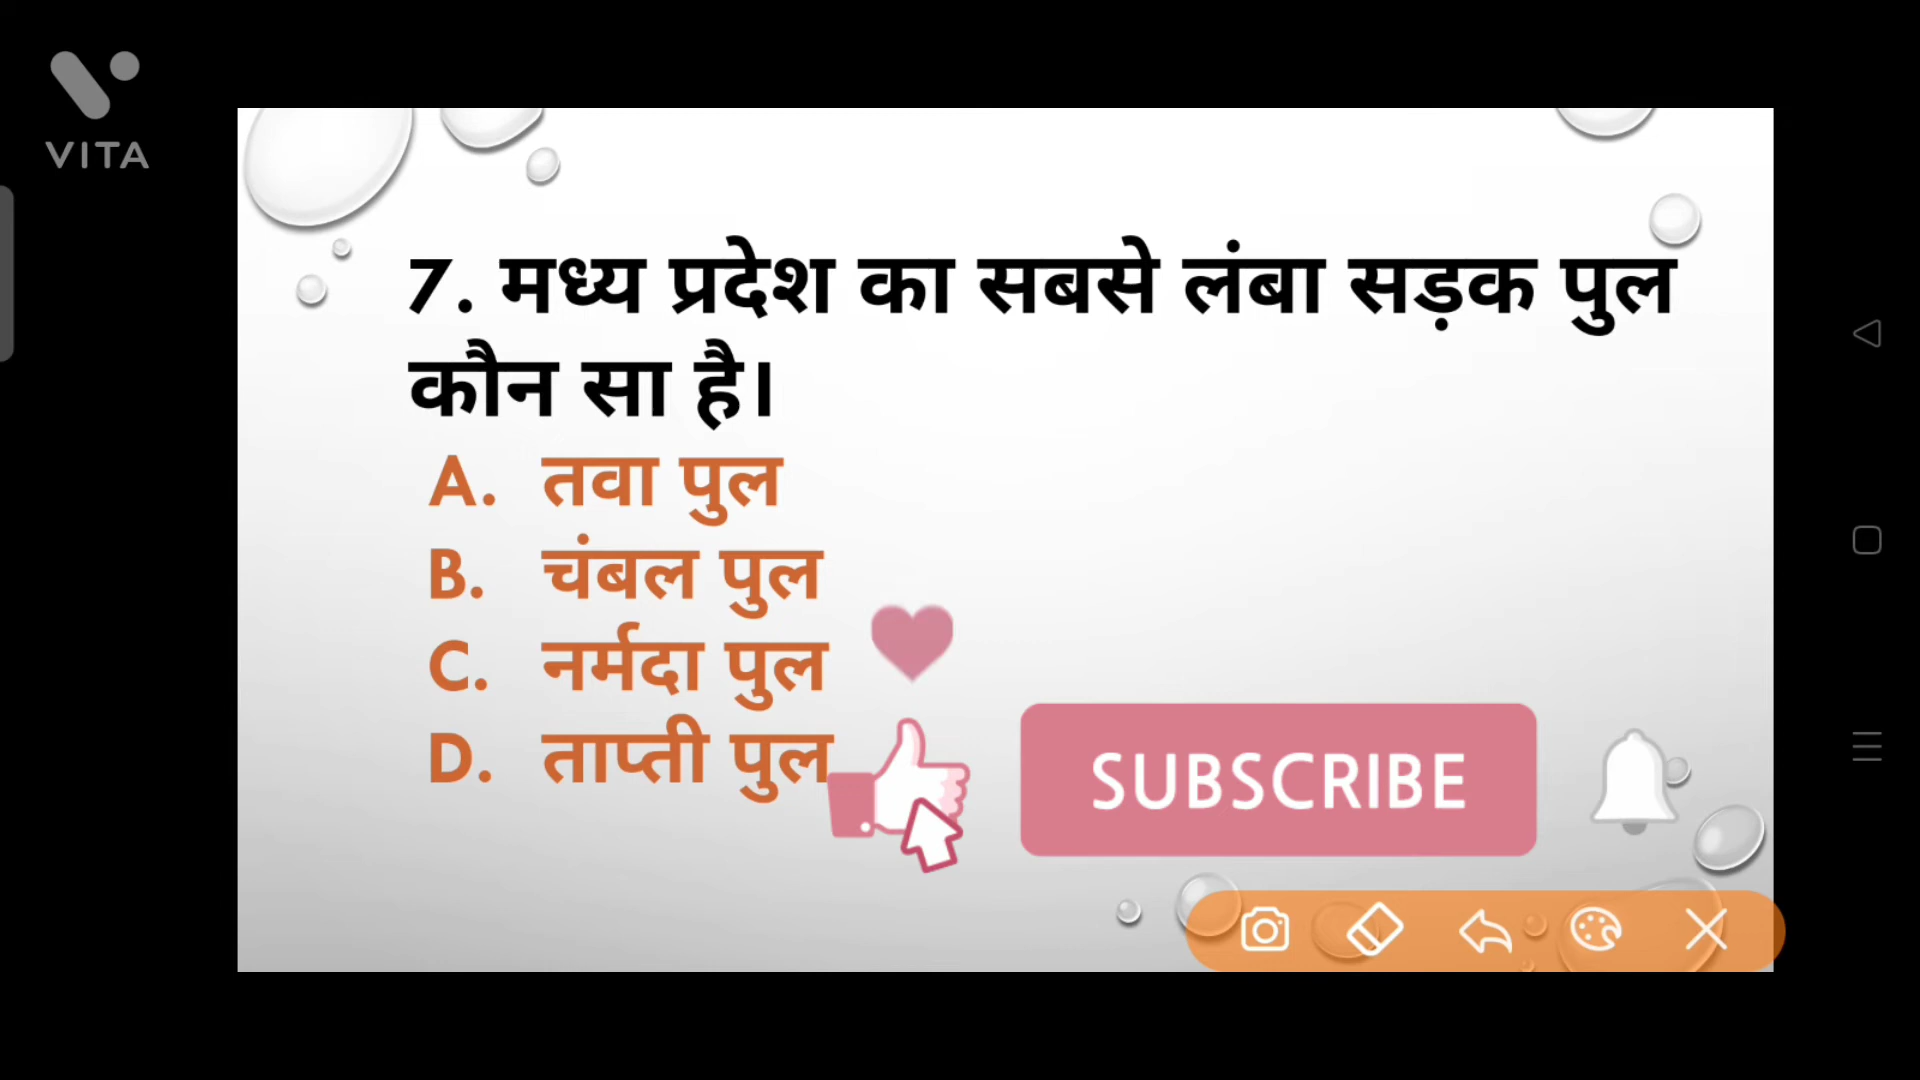 VITA
7. मध्य प्रदेश का सबसे लंबा सड़क पुल
कौन सा है।
A. तवा पुल
B. चंबल पुल
C. नर्मदा पुल
D. ताप्ती पुल
SUBSCRIBE